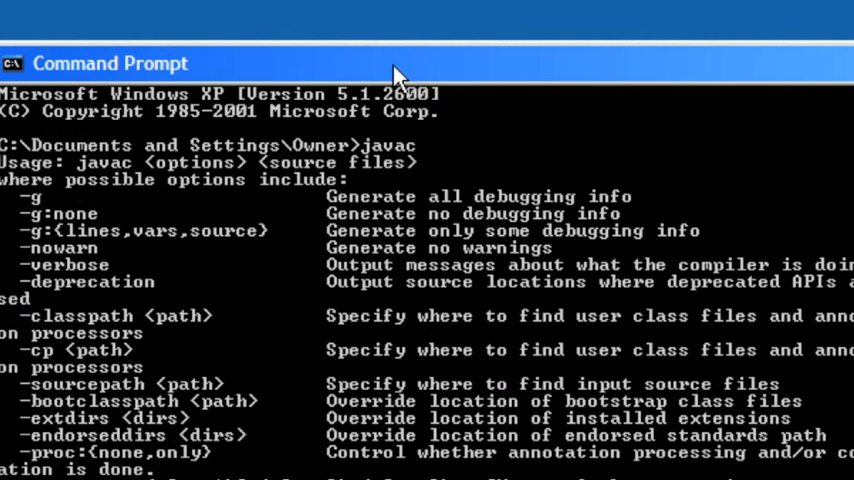 Command Prompt
Microsoft Windows XP [Version 5.1.2600]
(C) Copyright 1985-2001 Microsoft Corp.
C:\Documents and Settings\Owner>javac
Usage: javac <options> <source files>
where possible options include:
-g Generate all debugging info
-g:none Generate no debugging info
-g:{lines,vars,source} Generate only some debugging info
-nowarn Generate no warnings
-verbose Output messages about what the compiler is doin
-deprecation Output source locations where deprecated APIs a
sed
-classpath <path> Specify where to find user class files and anno
on processors
-cp <path> Specify where to find user class files and anno
on processors
-sourcepath <path> Specify where to find input source files
-bootclasspath <path> Override location of bootstrap class files
-extdirs <dirs> Override location of installed extensions
-endorseddirs <dirs> Override location of endorsed standards path
-proc:{none,only} Control whether annotation processing and/or co
ation is done.